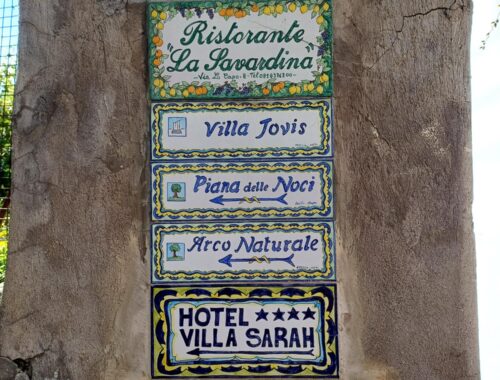 Ristorante
"La Savardina"
Villa Jovis
Piana delle Noci
Arco Naturale
HOTEL ★★★★
VILLA SARAH